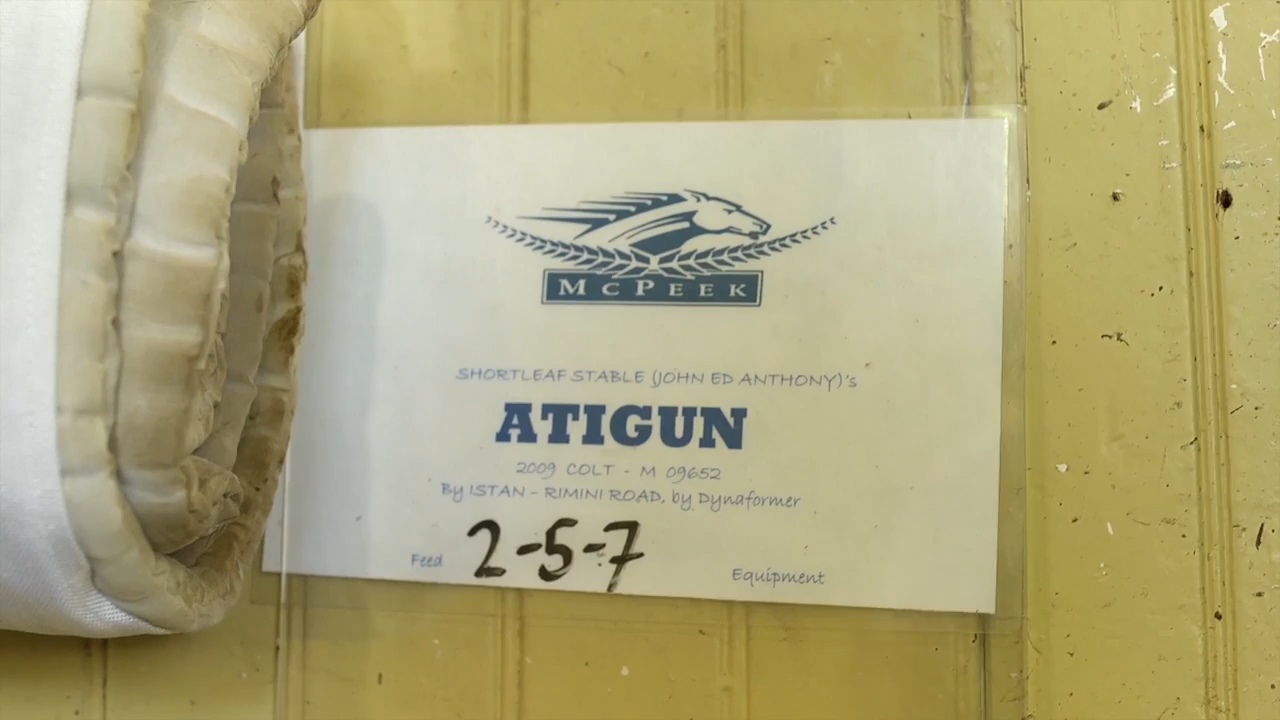 McPEEK
SHORTLEAF STABLE (JOHN ED ANTHONY)'s
ATIGUN
2009 COLT - M 09652
By ISTAN - RIMINI ROAD, by Dynaformer
Feed 2-5-7 Equipment